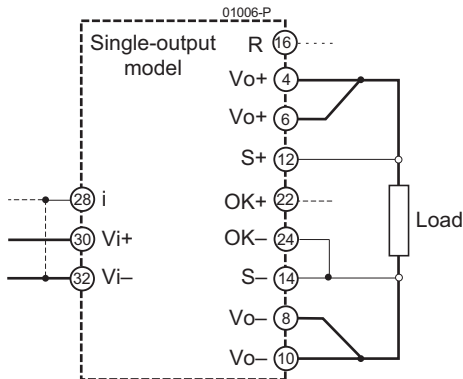 01006-P
Single-output
model
R 16
Vo+ 4
Vo+ 6
S+ 12
28 i
OK+ 22
30 Vi+
OK– 24
Load
32 Vi–
S– 14
Vo– 8
Vo– 10